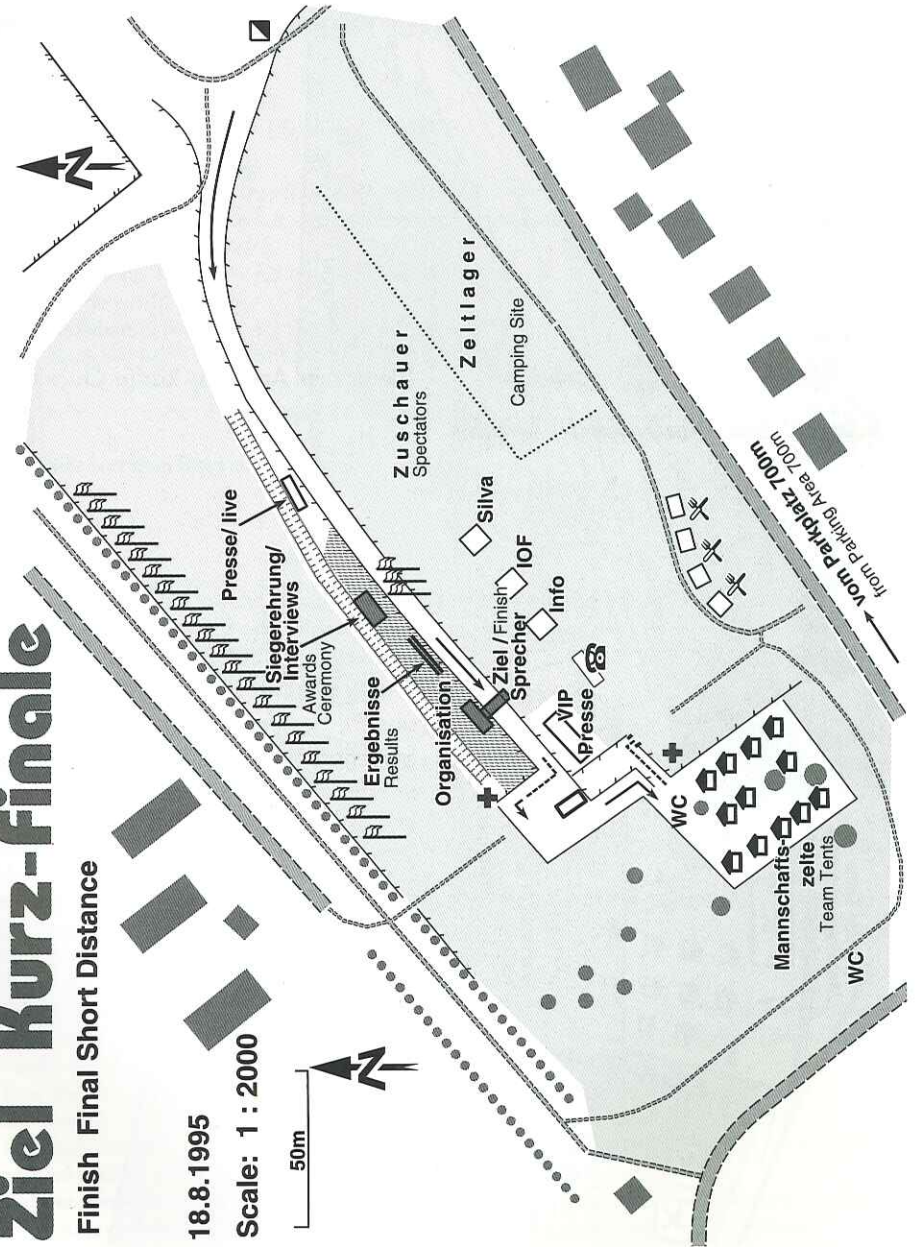 Ziel Kurz-finale
Finish Final Short Distance
18.8.1995
Scale: 1 : 2000
50m
N
N
Presse/ live
Siegerehrung/
Interviews
Awards
Ceremony
Ergebnisse
Results
Organisation
Zuschauer
Spectators
Zeltlager
Camping Site
Silva
IOF
Info
Ziel / Finish
Sprecher
VIP
Presse
WC
Mannschafts-
zelte
Team Tents
WC
vom Parkplatz 700m
from Parking Area 700m